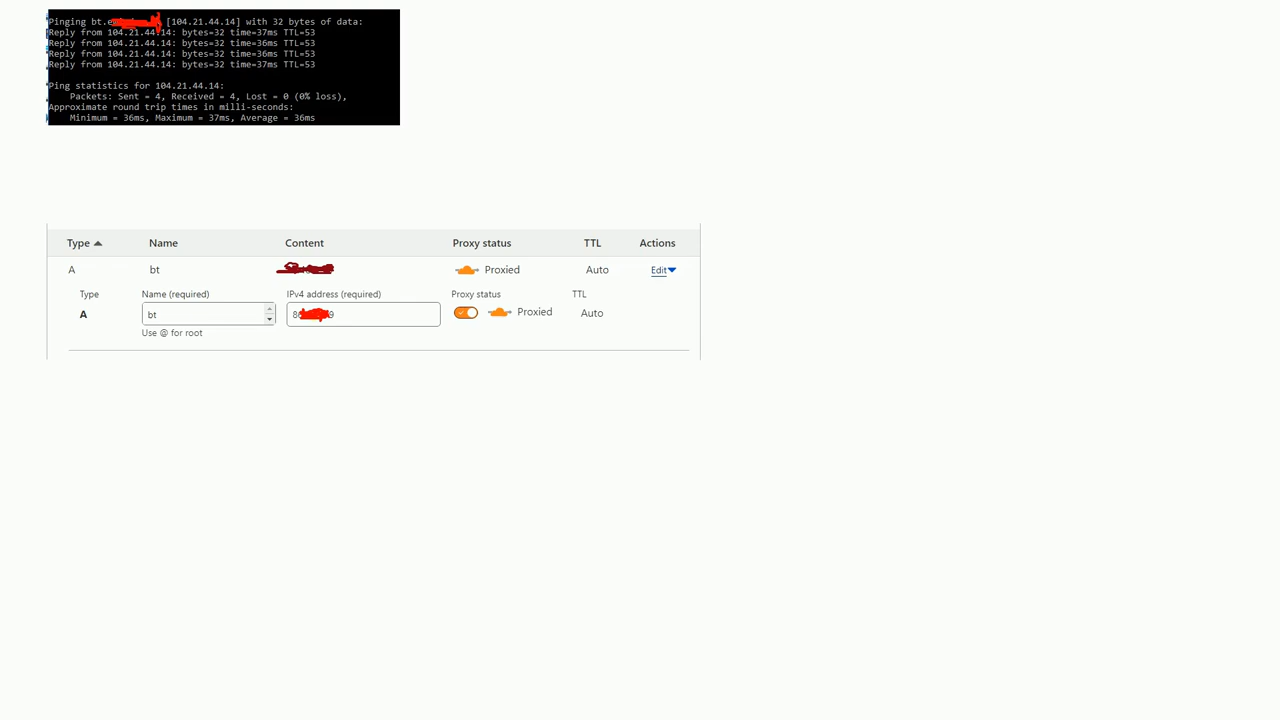 Pinging bt. [104.21.44.14] with 32 bytes of data:
Reply from 104.21.44.14: bytes=32 time=37ms TTL=53
Reply from 104.21.44.14: bytes=32 time=36ms TTL=53
Reply from 104.21.44.14: bytes=32 time=36ms TTL=53
Reply from 104.21.44.14: bytes=32 time=37ms TTL=53
Ping statistics for 104.21.44.14:
Packets: Sent = 4, Received = 4, Lost = 0 (0% loss),
Approximate round trip times in milli-seconds:
Minimum = 36ms, Maximum = 37ms, Average = 36ms
Type Name Content Proxy status TTL Actions
A bt Proxied Auto Edit
Type Name (required) IPv4 address (required) Proxy status TTL
A bt Proxied Auto
Use @ for root